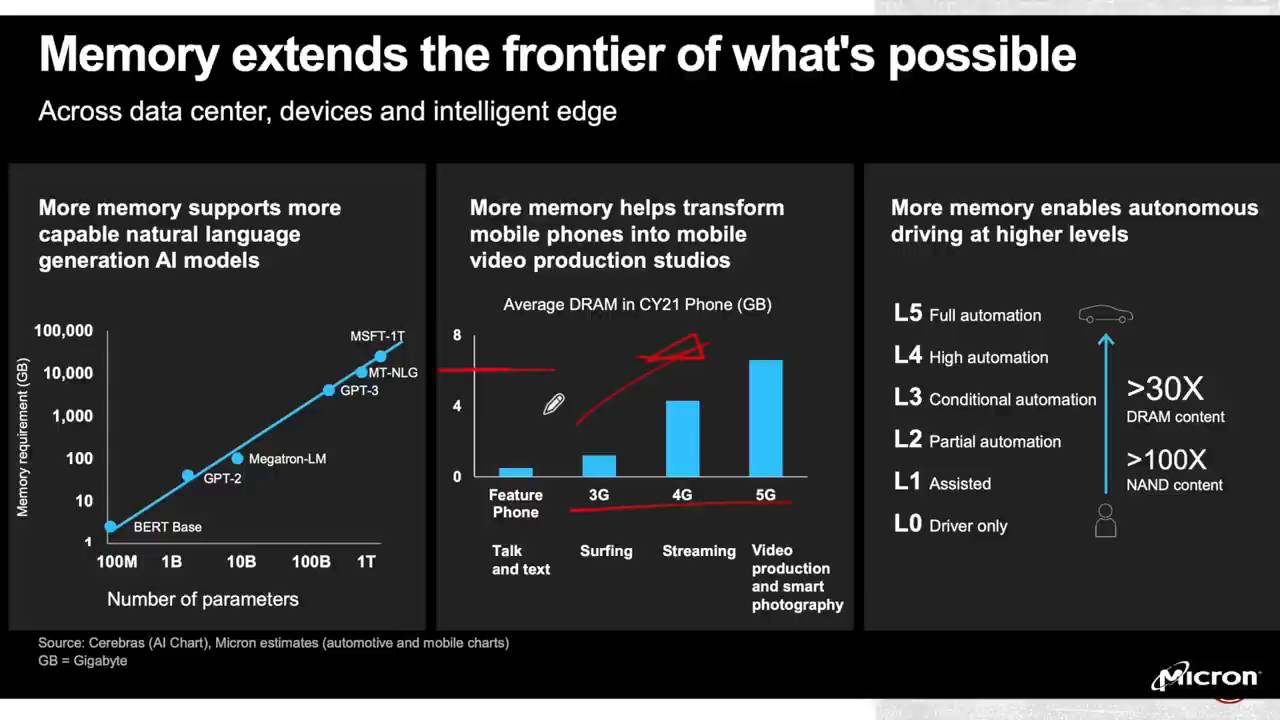 Memory extends the frontier of what's possible
Across data center, devices and intelligent edge
More memory supports more
capable natural language
generation AI models
Memory requirement (GB)
100,000
10,000
1,000
100
10
1
MSFT-1T
MT-NLG
GPT-3
Megatron-LM
GPT-2
BERT Base
100M 1B 10B 100B 1T
Number of parameters
More memory helps transform
mobile phones into mobile
video production studios
Average DRAM in CY21 Phone (GB)
8
4
0
Feature
Phone
3G
4G
5G
Talk
and text
Surfing
Streaming
Video
production
and smart
photography
More memory enables autonomous
driving at higher levels
L5 Full automation
L4 High automation
L3 Conditional automation
L2 Partial automation
L1 Assisted
L0 Driver only
>30X
DRAM content
>100X
NAND content
Source: Cerebras (AI Chart), Micron estimates (automotive and mobile charts)
GB = Gigabyte
Micron